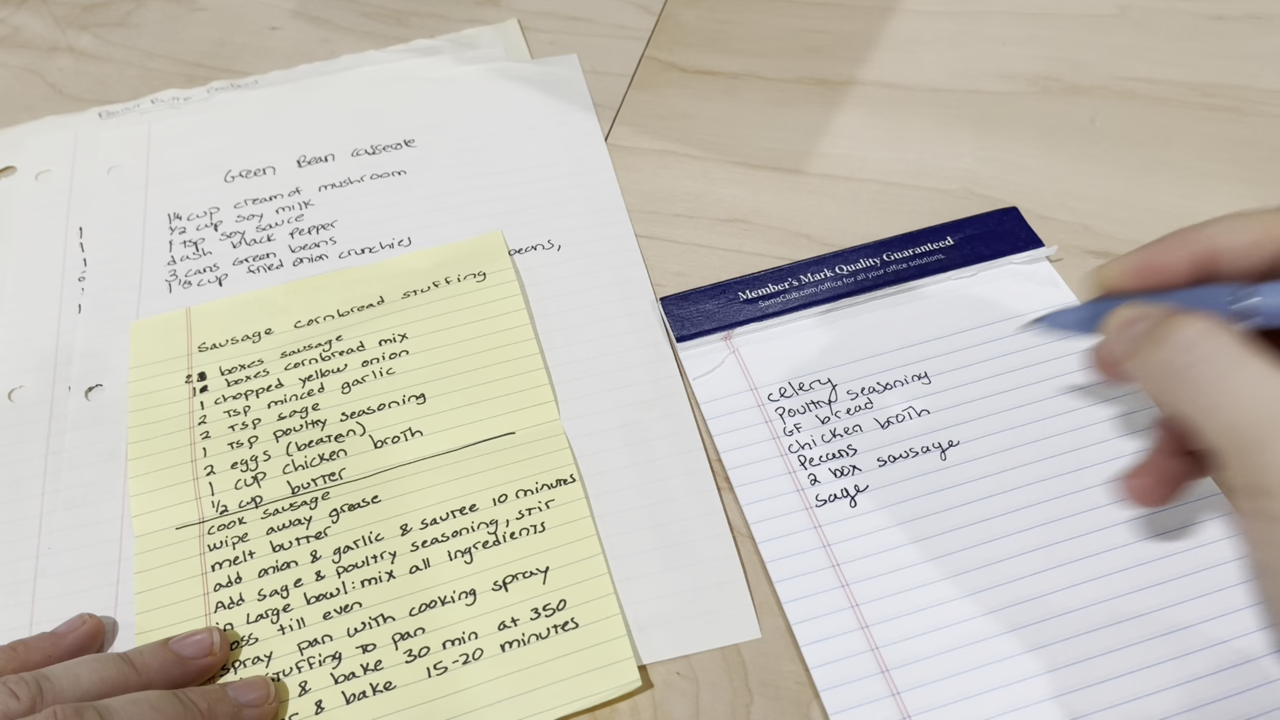 Green Bean casserole
1¼ cup cream of mushroom
½ cup soy milk
1 tsp soy sauce
dash black pepper
3 cans Green beans
1⅓ cup fried onion crunchies
beans,
Sausage cornbread stuffing
2 boxes sausage
boxes cornbread mix
1 chopped yellow onion
2 tsp minced garlic
2 tsp sage
1 tsp poultry seasoning
2 eggs (beaten)
1 cup chicken broth
½ cup butter
cook sausage
wipe away grease
melt butter
add onion & garlic & sautee 10 minutes
Add sage & poultry seasoning, stir
in Large bowl: mix all Ingredients
toss till even
spray pan with cooking spray
stuffing to pan
& bake 30 min at 350
& bake 15-20 minutes
Member's Mark Quality Guaranteed
SamsClub.com/office for all your office solutions.
celery
Poultry seasoning
GF bread
chicken broth
Pecans
2 box sausage
sage